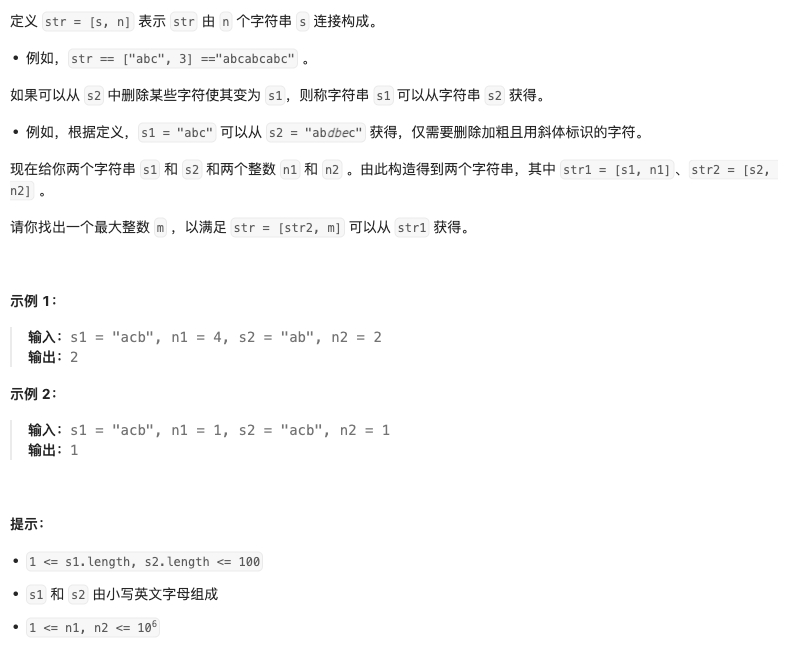 定义 str = [s, n] 表示 str 由 n 个字符串 s 连接构成。
• 例如，str == ["abc", 3] =="abcabcabc" 。
如果可以从 s2 中删除某些字符使其变为 s1，则称字符串 s1 可以从字符串 s2 获得。
• 例如，根据定义，s1 = "abc" 可以从 s2 = "abdbec" 获得，仅需要删除加粗且用斜体标识的字符。
现在给你两个字符串 s1 和 s2 和两个整数 n1 和 n2 。由此构造得到两个字符串，其中 str1 = [s1, n1]、str2 = [s2,
n2] 。
请你找出一个最大整数 m ，以满足 str = [str2, m] 可以从 str1 获得。
示例 1：
输入：s1 = "acb", n1 = 4, s2 = "ab", n2 = 2
输出：2
示例 2：
输入：s1 = "acb", n1 = 1, s2 = "acb", n2 = 1
输出：1
提示：
• 1 <= s1.length, s2.length <= 100
• s1 和 s2 由小写英文字母组成
• 1 <= n1, n2 <= 10⁶